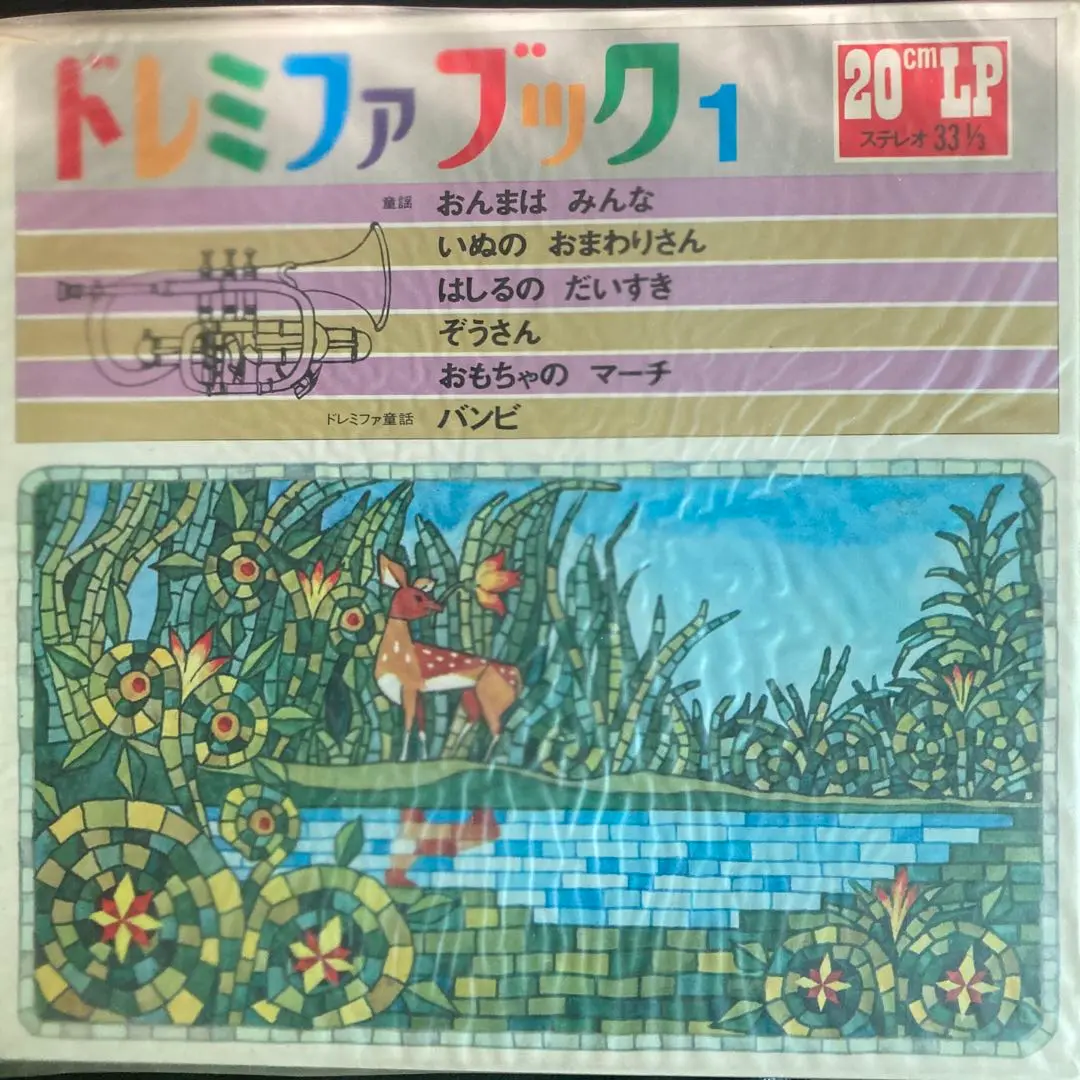 ドレミファブック1
20cm LP
ステレオ 33 1/3
童謡 おんまは みんな
いぬの おまわりさん
はしるの だいすき
ぞうさん
おもちゃの マーチ
ドレミファ童話 バンビ